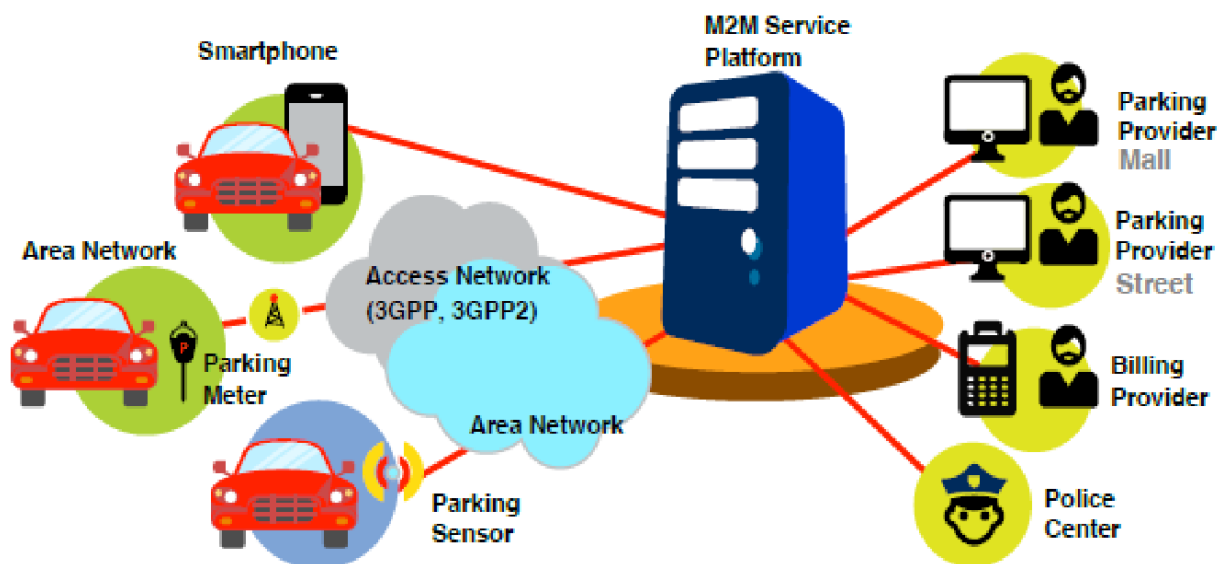 Smartphone
M2M Service
Platform
Parking
Provider
Mall
Parking
Provider
Street
Area Network
Access Network
(3GPP, 3GPP2)
P
Parking
Meter
Billing
Provider
Area Network
Parking
Sensor
Police
Center